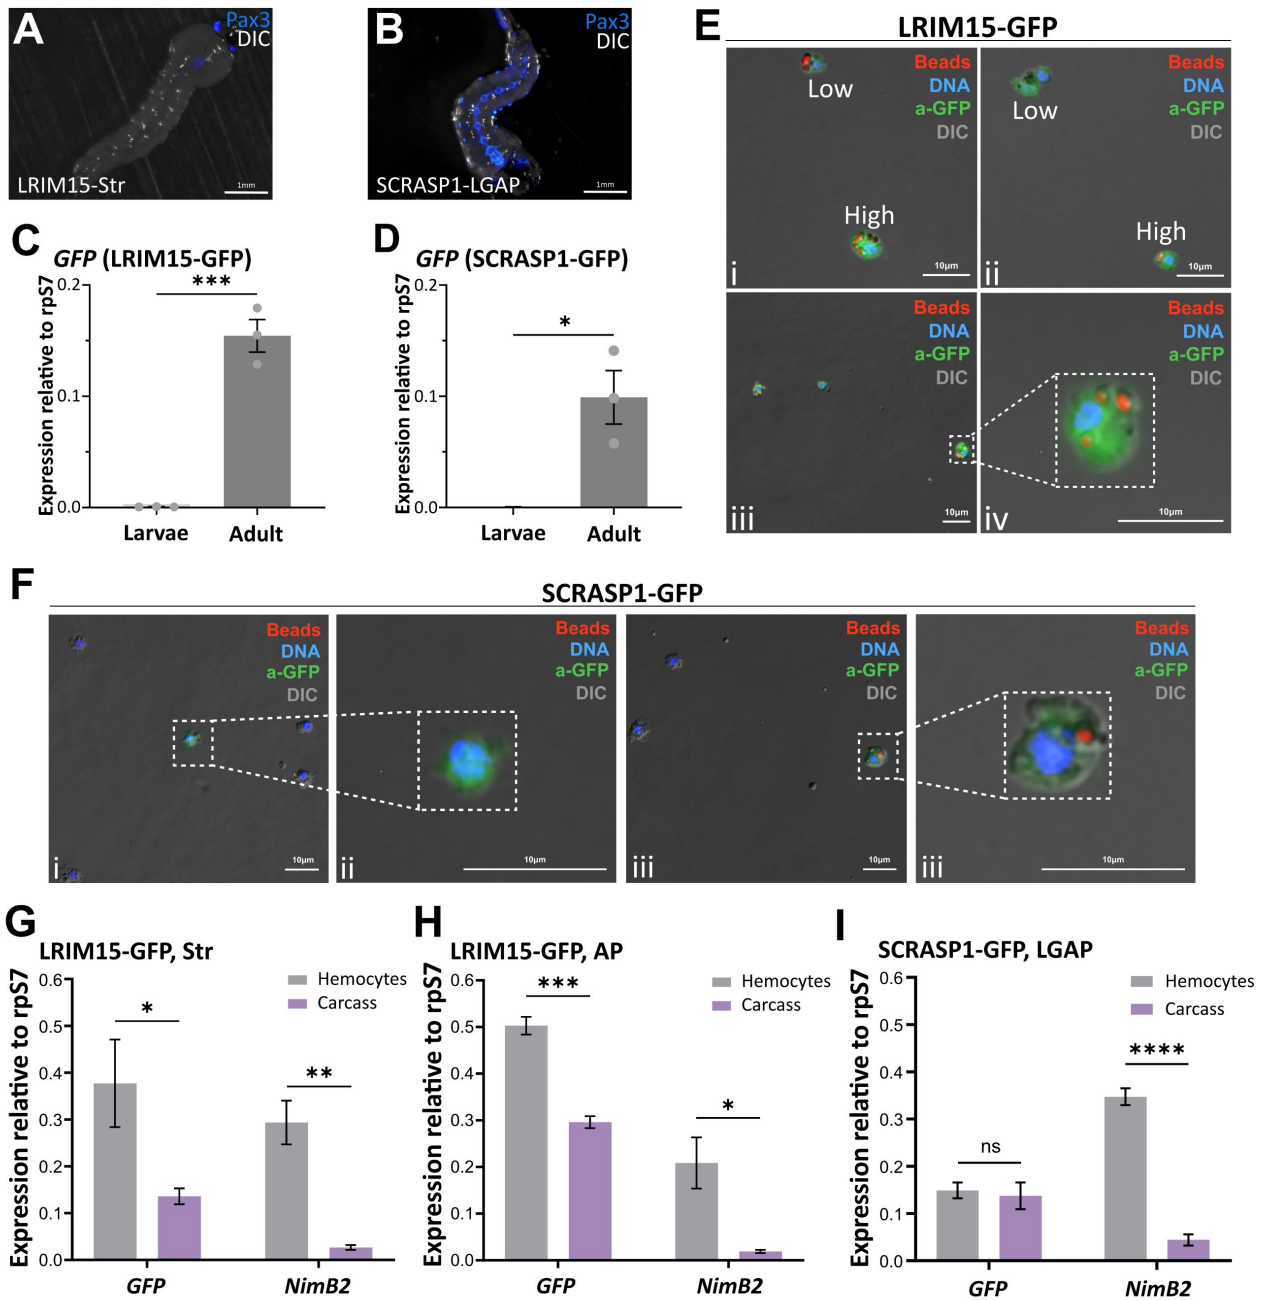 A
Pax3
DIC
LRIM15-Str
1mm
B
Pax3
DIC
SCRASP1-LGAP
1mm
C
GFP (LRIM15-GFP)
Expression relative to rpS7
0.2
0.1
0.0
***
Larvae
Adult
D
GFP (SCRASP1-GFP)
Expression relative to rpS7
0.2
0.1
0.0
*
Larvae
Adult
E
LRIM15-GFP
Beads
DNA
a-GFP
DIC
Low
High
i
10μm
Beads
DNA
a-GFP
DIC
Low
High
ii
10μm
Beads
DNA
a-GFP
DIC
iii
10μm
Beads
DNA
a-GFP
DIC
iv
10μm
F
SCRASP1-GFP
Beads
DNA
a-GFP
DIC
i
10μm
Beads
DNA
a-GFP
DIC
ii
10μm
Beads
DNA
a-GFP
DIC
iii
10μm
Beads
DNA
a-GFP
DIC
iii
10μm
G
LRIM15-GFP, Str
Expression relative to rpS7
0.6
0.5
0.4
0.3
0.2
0.1
0.0
Hemocytes
Carcass
*
**
GFP
NimB2
H
LRIM15-GFP, AP
Expression relative to rpS7
0.6
0.5
0.4
0.3
0.2
0.1
0.0
Hemocytes
Carcass
***
*
GFP
NimB2
I
SCRASP1-GFP, LGAP
Expression relative to rpS7
0.6
0.5
0.4
0.3
0.2
0.1
0.0
Hemocytes
Carcass
ns
****
GFP
NimB2